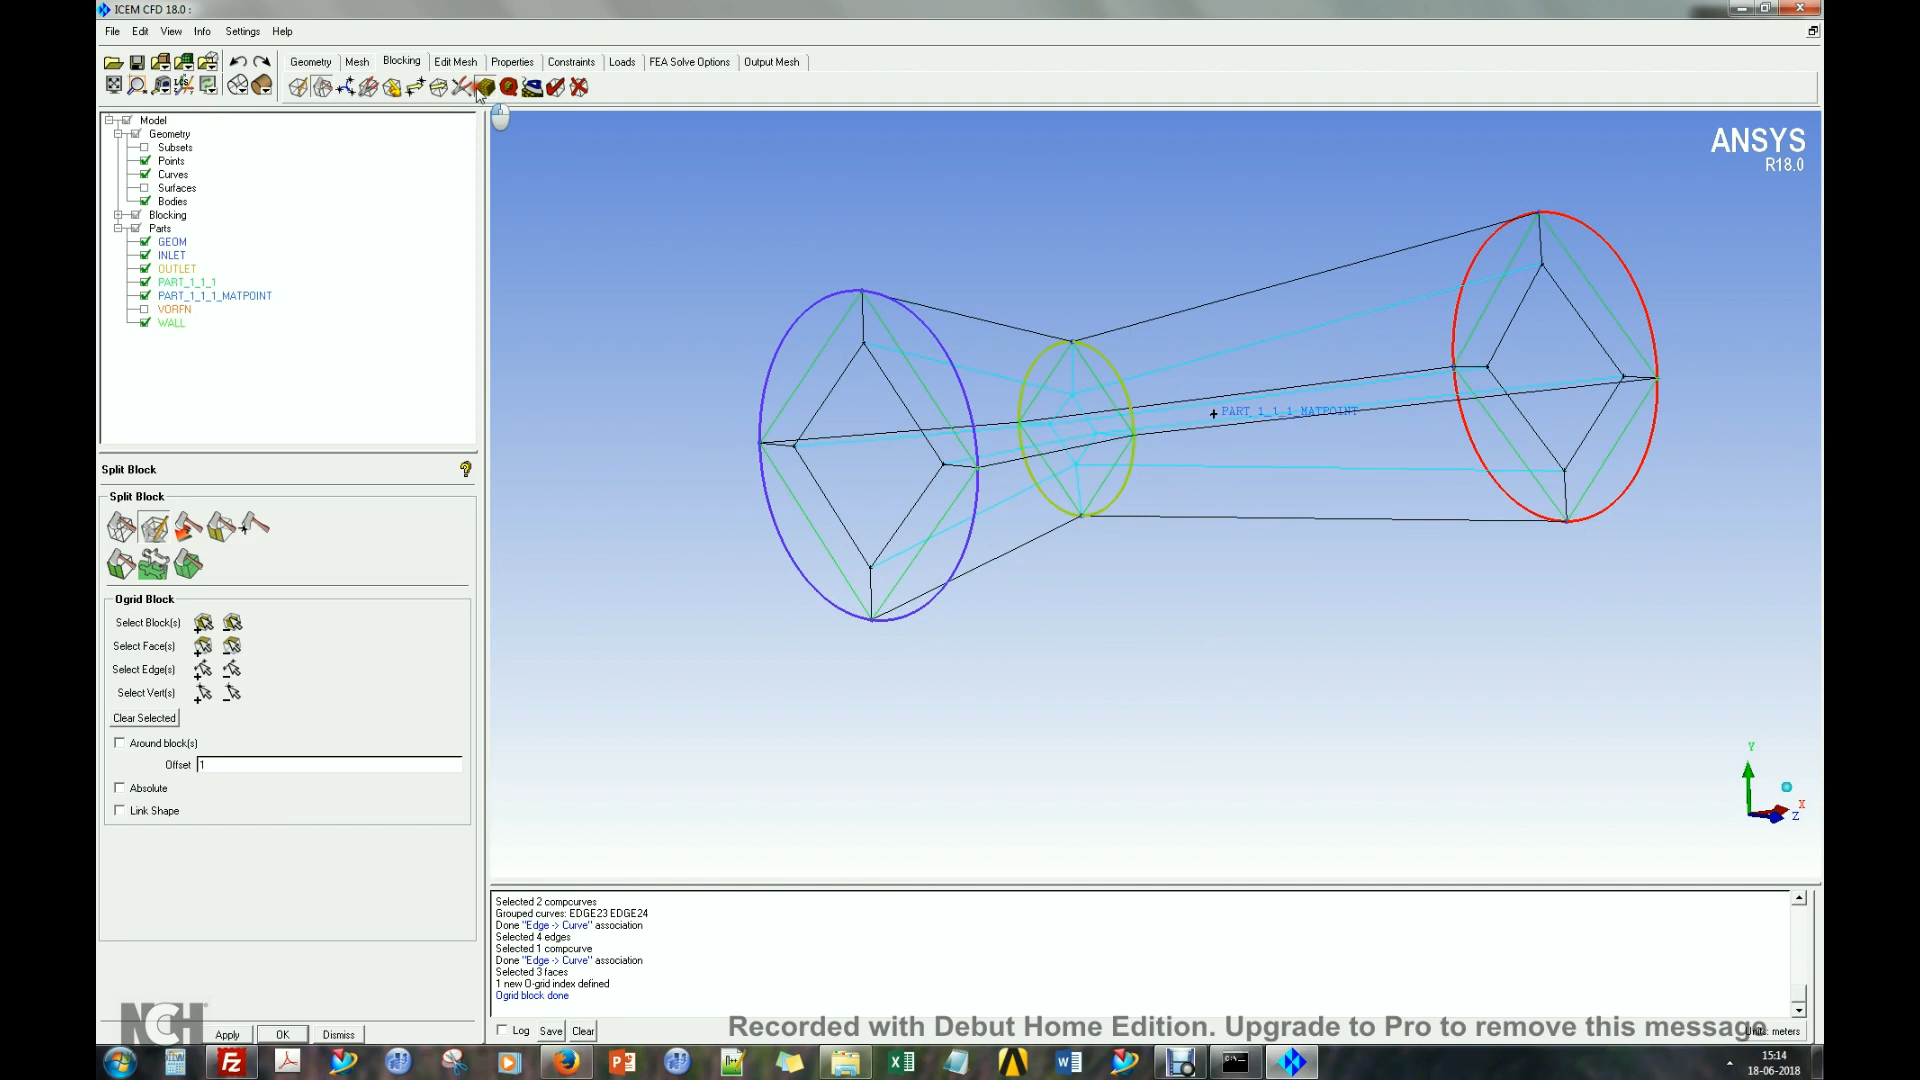 ICEM CFD 18.0 :
File Edit View Info Settings Help
Geometry Mesh Blocking Edit Mesh Properties Constraints Loads FEA Solve Options Output Mesh
Model
Geometry
Subsets
Points
Curves
Surfaces
Bodies
Blocking
Parts
GEOM
INLET
OUTLET
PART_1_1_1
PART_1_1_1_MATPOINT
VORFN
WALL
Split Block
Split Block
Ogrid Block
Select Block(s)
Select Face(s)
Select Edge(s)
Select Vert(s)
Clear Selected
Around block(s)
Offset 1
Absolute
Link Shape
Apply OK Dismiss
NCH
ANSYS
R18.0
PART_1_1_1_MATPOINT
Y
X
Z
Selected 2 compcurves
Grouped curves: EDGE23 EDGE24
Done "Edge -> Curve" association
Selected 4 edges
Selected 1 compcurve
Done "Edge -> Curve" association
Selected 3 faces
1 new O-grid index defined
Ogrid block done
Log Save Clear
Recorded with Debut Home Edition. Upgrade to Pro to remove this message
Units: meters
15:14
18-06-2018